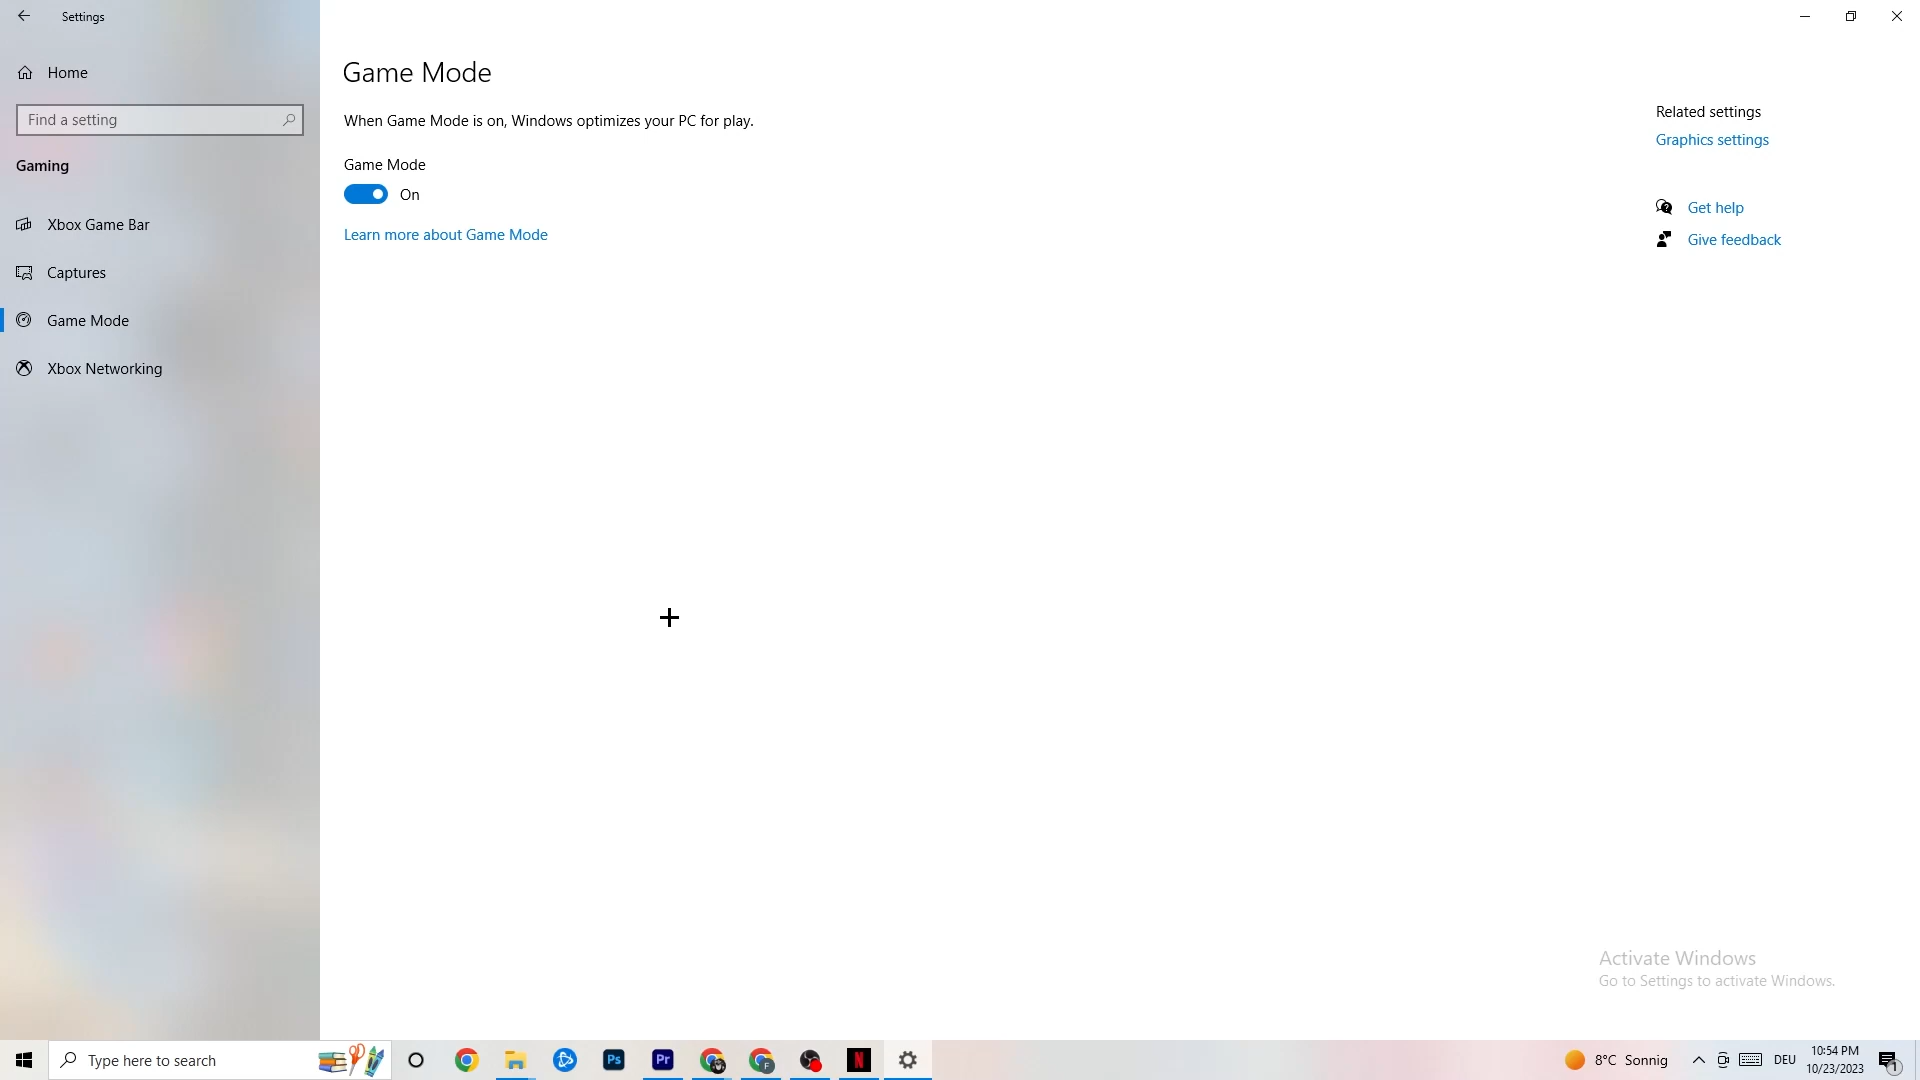 Settings
Home
Find a setting
Gaming
Xbox Game Bar
Captures
Game Mode
Xbox Networking
Game Mode
When Game Mode is on, Windows optimizes your PC for play.
Game Mode
On
Learn more about Game Mode
Related settings
Graphics settings
Get help
Give feedback
Activate Windows
Go to Settings to activate Windows.
Type here to search
Ps
Pr
F
N
8°C Sonnig
DEU
10:54 PM
10/23/2023
1